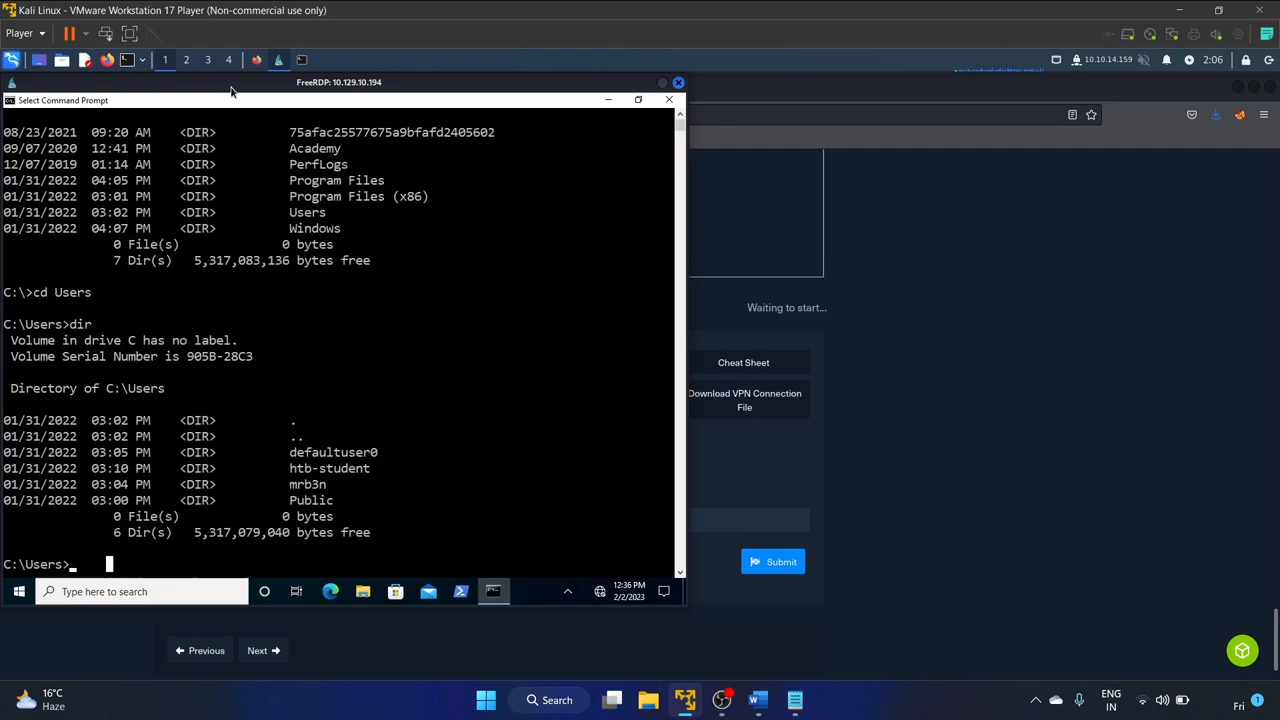 Kali Linux - VMware Workstation 17 Player (Non-commercial use only)
Player
1 2 3 4
10.10.14.159
2:06
FreeRDP: 10.129.10.194
Select Command Prompt
08/23/2021 09:20 AM <DIR> 75afac25577675a9bfafd2405602
09/07/2020 12:41 PM <DIR> Academy
12/07/2019 01:14 AM <DIR> PerfLogs
01/31/2022 04:05 PM <DIR> Program Files
01/31/2022 03:01 PM <DIR> Program Files (x86)
01/31/2022 03:02 PM <DIR> Users
01/31/2022 04:07 PM <DIR> Windows
0 File(s) 0 bytes
7 Dir(s) 5,317,083,136 bytes free
C:\>cd Users
C:\Users>dir
Volume in drive C has no label.
Volume Serial Number is 905B-28C3
Directory of C:\Users
01/31/2022 03:02 PM <DIR> .
01/31/2022 03:02 PM <DIR> ..
01/31/2022 03:05 PM <DIR> defaultuser0
01/31/2022 03:10 PM <DIR> htb-student
01/31/2022 03:04 PM <DIR> mrb3n
01/31/2022 03:00 PM <DIR> Public
0 File(s) 0 bytes
6 Dir(s) 5,317,079,040 bytes free
C:\Users>_
Type here to search
12:36 PM
2/2/2023
Waiting to start...
Cheat Sheet
Download VPN Connection
File
Submit
Previous
Next
16°C
Haze
Search
ENG
IN
Fri
1